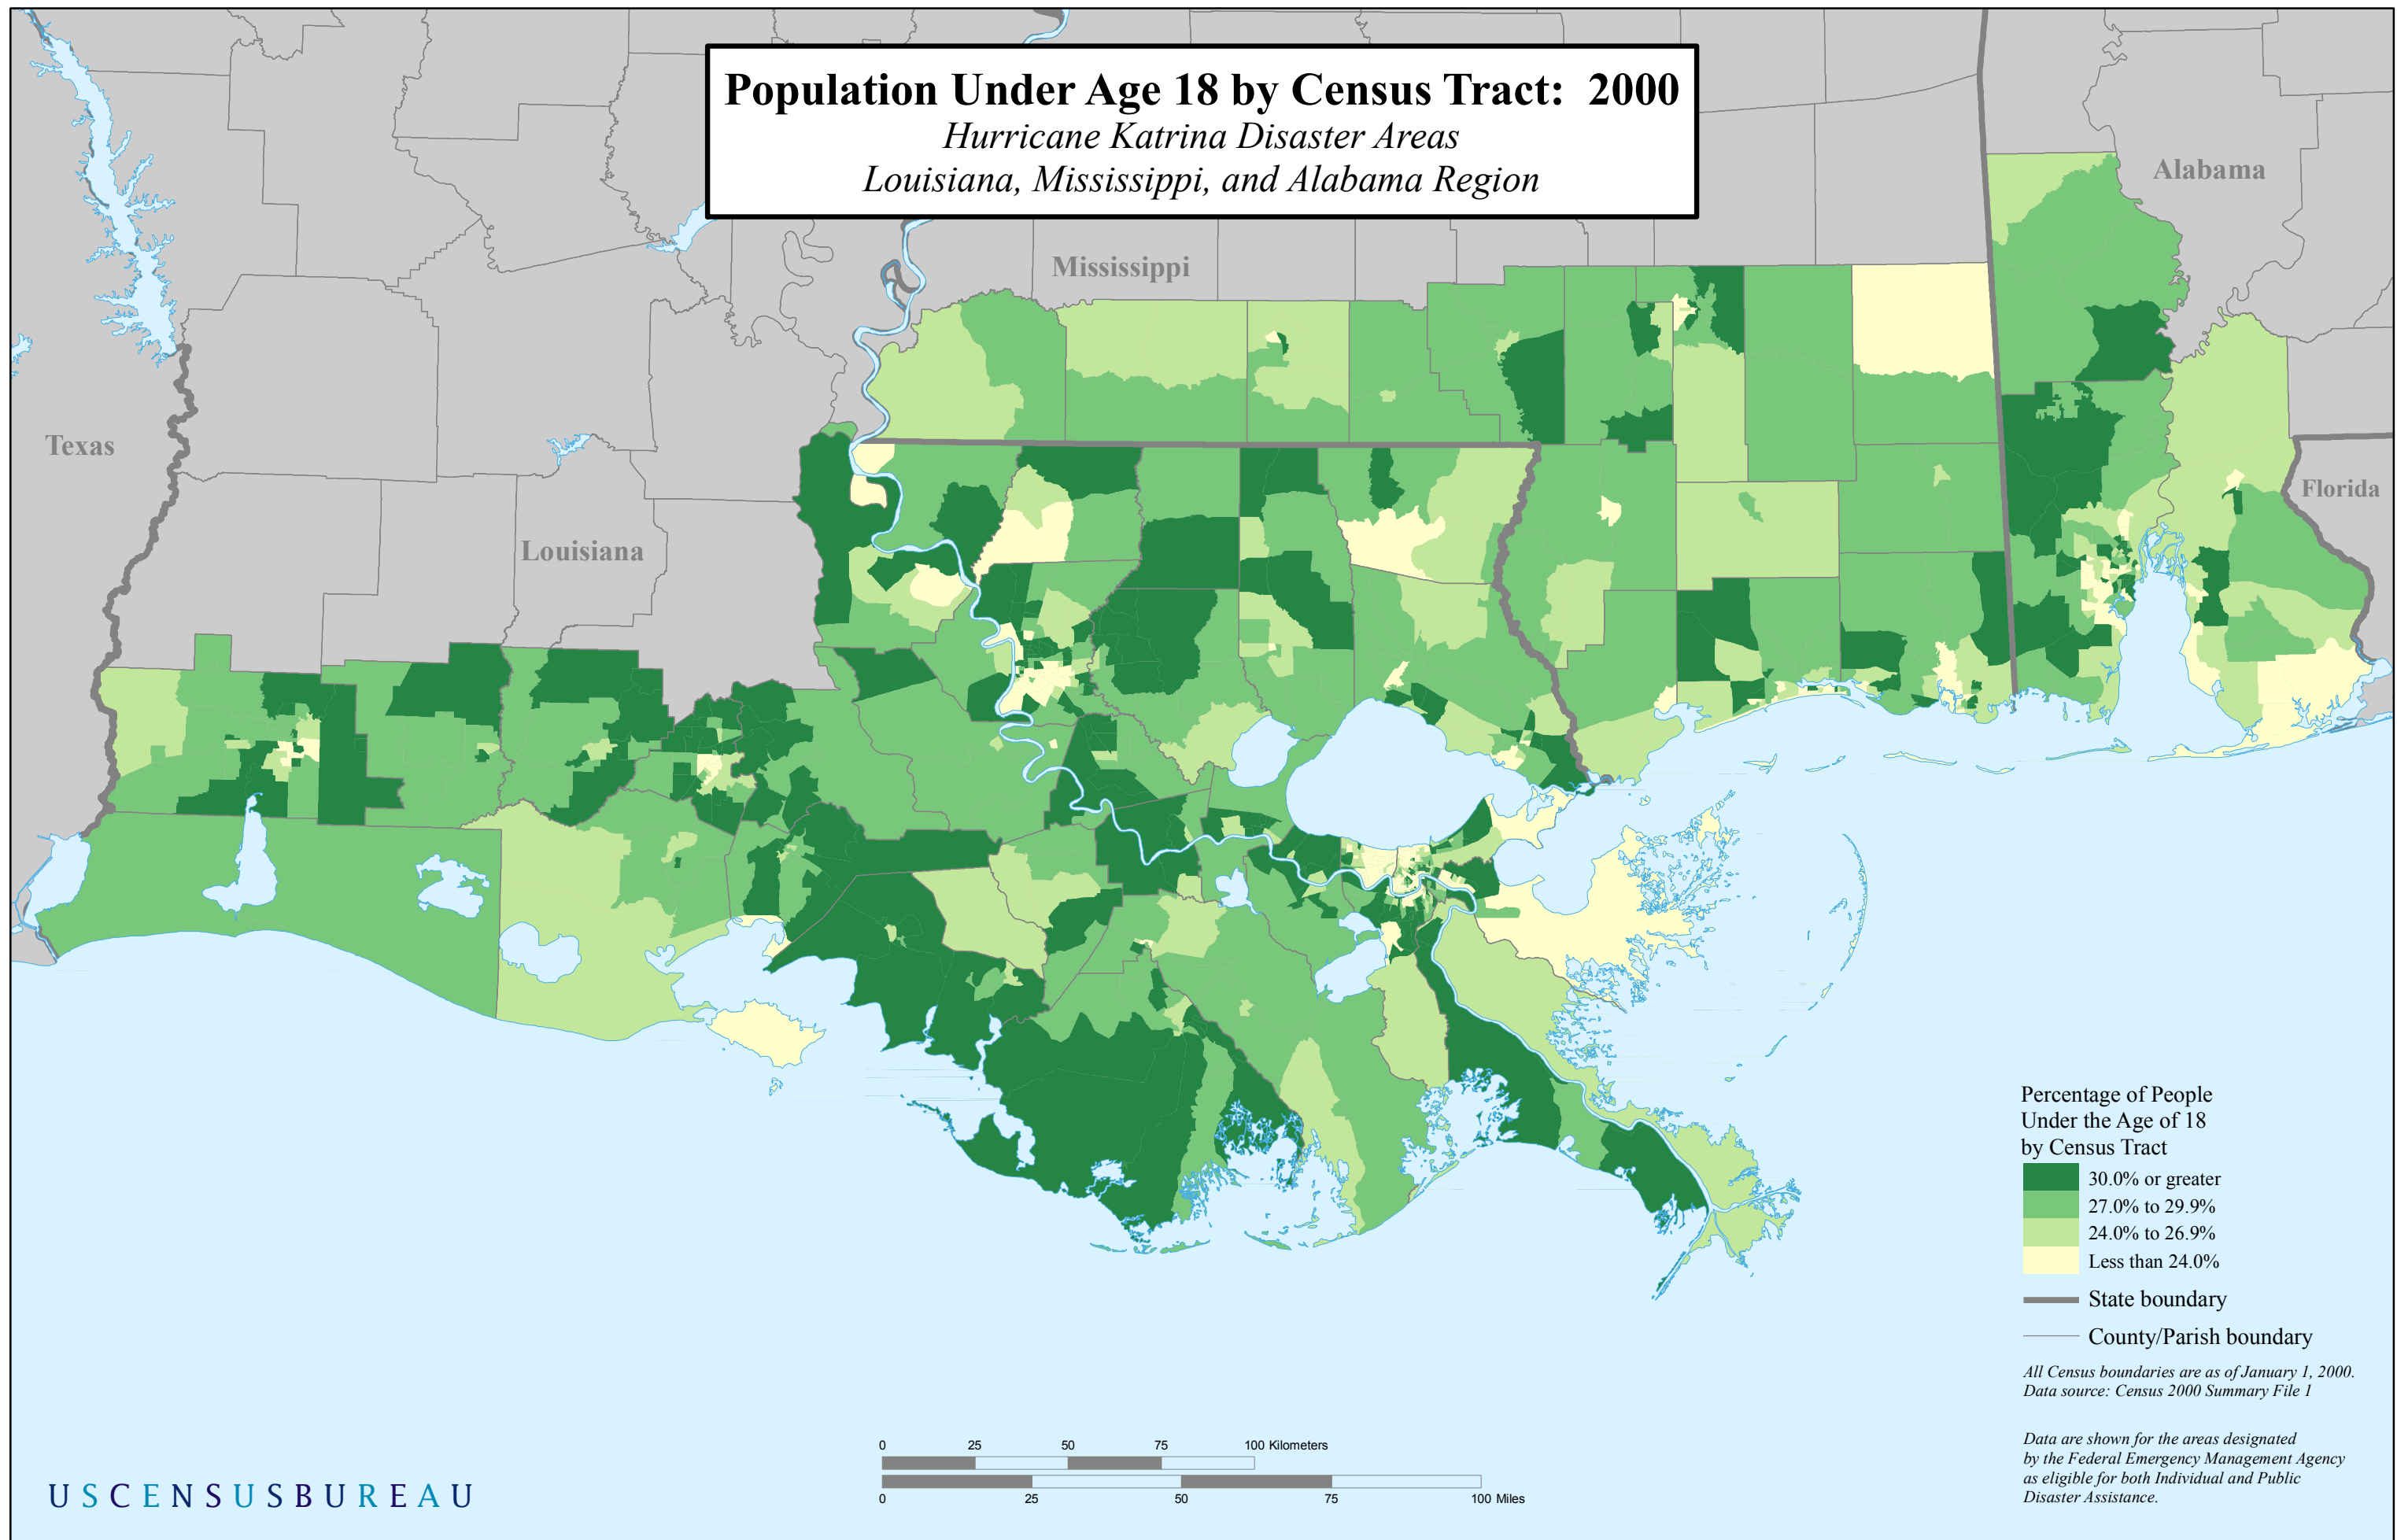 Population Under Age 18 by Census Tract: 2000
Hurricane Katrina Disaster Areas
Louisiana, Mississippi, and Alabama Region
Alabama
Mississippi
Texas
Florida
Louisiana
Percentage of People
Under the Age of 18
by Census Tract
30.0% or greater
27.0% to 29.9%
24.0% to 26.9%
Less than 24.0%
State boundary
County/Parish boundary
All Census boundaries are as of January 1, 2000.
Data source: Census 2000 Summary File 1
Data are shown for the areas designated
by the Federal Emergency Management Agency
as eligible for both Individual and Public
Disaster Assistance.
0 25 50 75 100 Kilometers
0 25 50 75 100 Miles
USCENSUSBUREAU